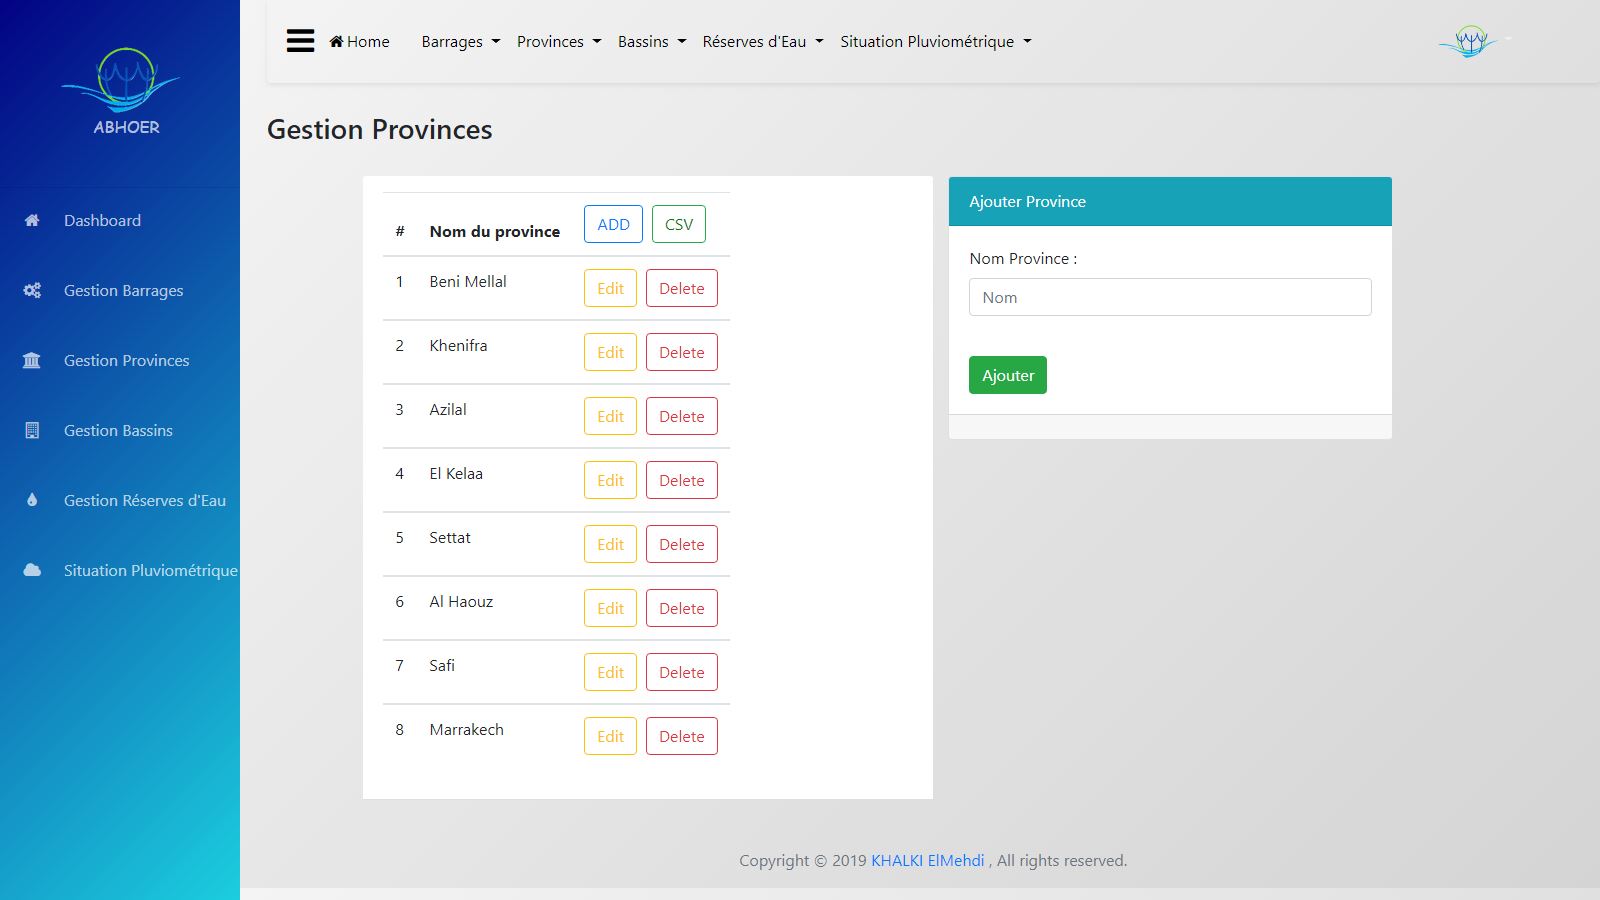 ABHOER
Dashboard
Gestion Barrages
Gestion Provinces
Gestion Bassins
Gestion Réserves d'Eau
Situation Pluviométrique
Home Barrages Provinces Bassins Réserves d'Eau Situation Pluviométrique
Gestion Provinces
# Nom du province ADD CSV
1 Beni Mellal Edit Delete
2 Khenifra Edit Delete
3 Azilal Edit Delete
4 El Kelaa Edit Delete
5 Settat Edit Delete
6 Al Haouz Edit Delete
7 Safi Edit Delete
8 Marrakech Edit Delete
Ajouter Province
Nom Province :
Nom
Ajouter
Copyright © 2019 KHALKI ElMehdi , All rights reserved.